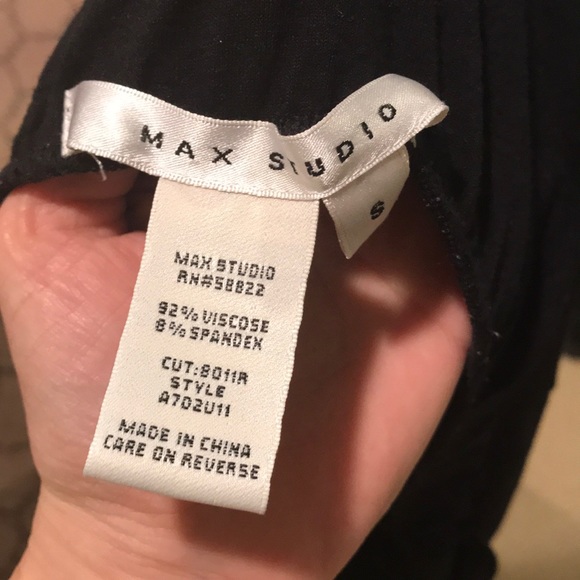 MAX STUDIO
S
MAX STUDIO
RN#58822
92% VISCOSE
8% SPANDEX
CUT:8011R
STYLE
A702U11
MADE IN CHINA
CARE ON REVERSE